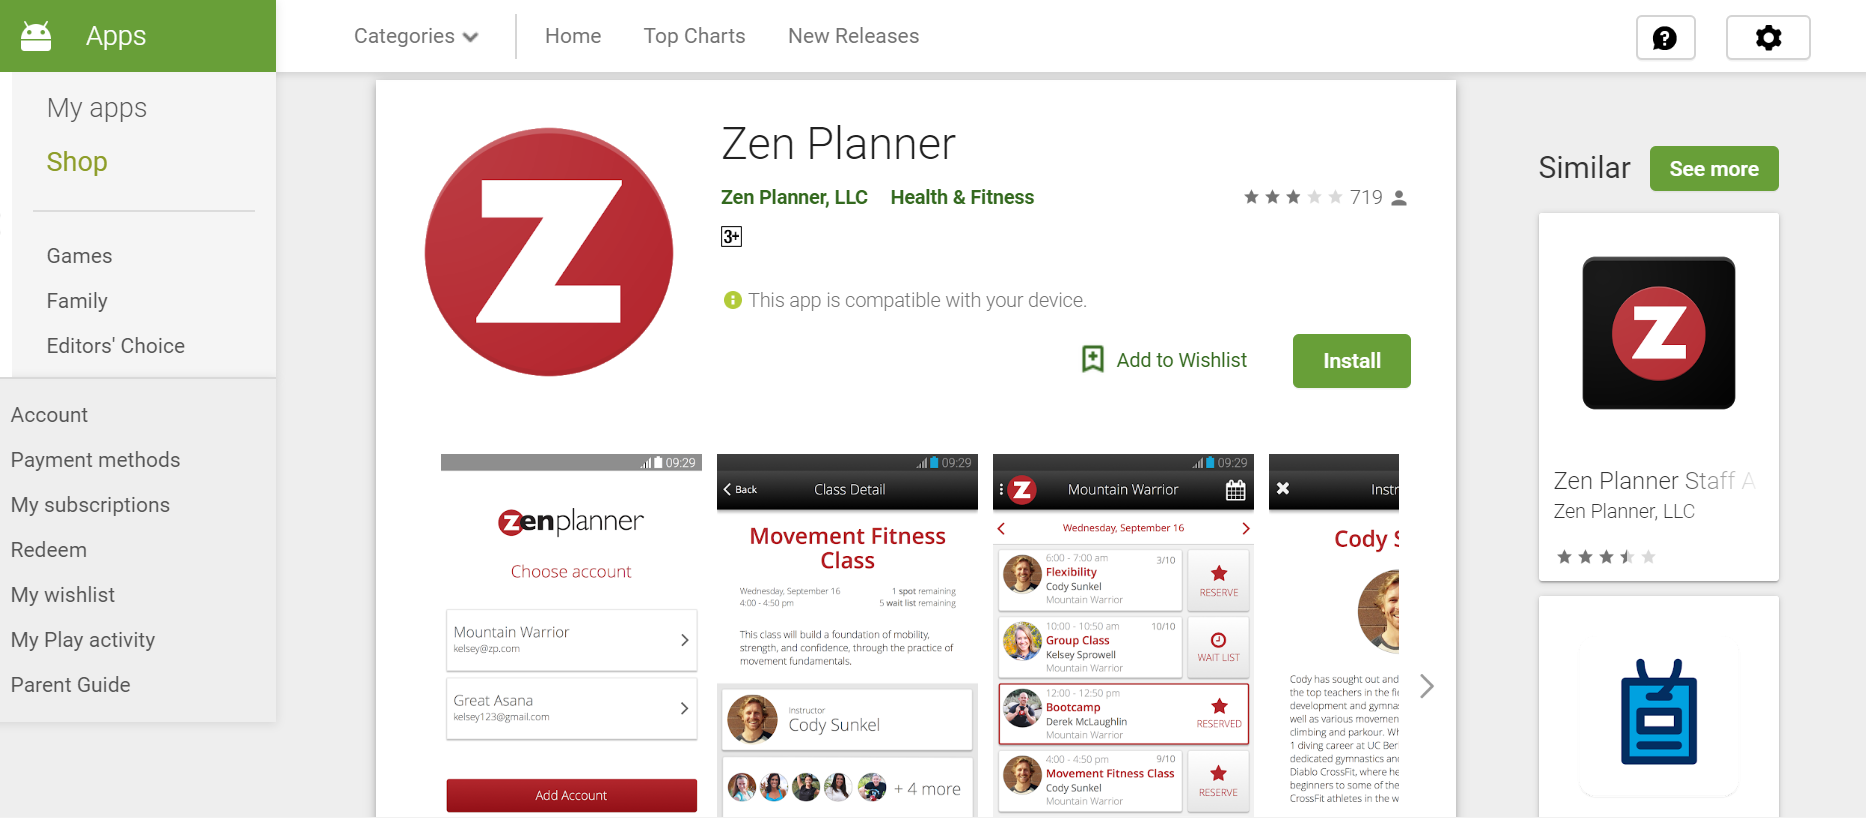 Apps
Categories
Home
Top Charts
New Releases
My apps
Shop
Games
Family
Editors' Choice
Account
Payment methods
My subscriptions
Redeem
My wishlist
My Play activity
Parent Guide
Z
Zen Planner
Zen Planner, LLC Health & Fitness
719
3+
This app is compatible with your device.
Add to Wishlist
Install
09:29
zenplanner
Choose account
Mountain Warrior
kelsey@zp.com
Great Asana
kelsey123@gmail.com
Add Account
09:29
Back
Class Detail
Movement Fitness
Class
Wednesday, September 16
1 spot remaining
4:00 - 4:50 pm
5 wait list remaining
This class will build a foundation of mobility,
strength, and confidence, through the practice of
movement fundamentals.
Instructor
Cody Sunkel
+ 4 more
09:29
Z
Mountain Warrior
Wednesday, September 16
6:00 - 7:00 am
3/10
Flexibility
Cody Sunkel
Mountain Warrior
RESERVE
10:00 - 10:50 am
10/10
Group Class
Kelsey Sprowell
Mountain Warrior
WAIT LIST
12:00 - 12:50 pm
Bootcamp
Derek McLaughlin
Mountain Warrior
RESERVED
4:00 - 4:50 pm
9/10
Movement Fitness Class
Cody Sunkel
Mountain Warrior
RESERVE
Instr
Cody S
Cody has sought out and
the top teachers in the fie
development and gymnas
well as various movemen
climbing and parkour. Wh
1 diving career at UC Ber
dedicated gymnastics and
Diablo CrossFit, where he
beginners to some of the
CrossFit athletes in the w
Similar
See more
Z
Zen Planner Staff A
Zen Planner, LLC